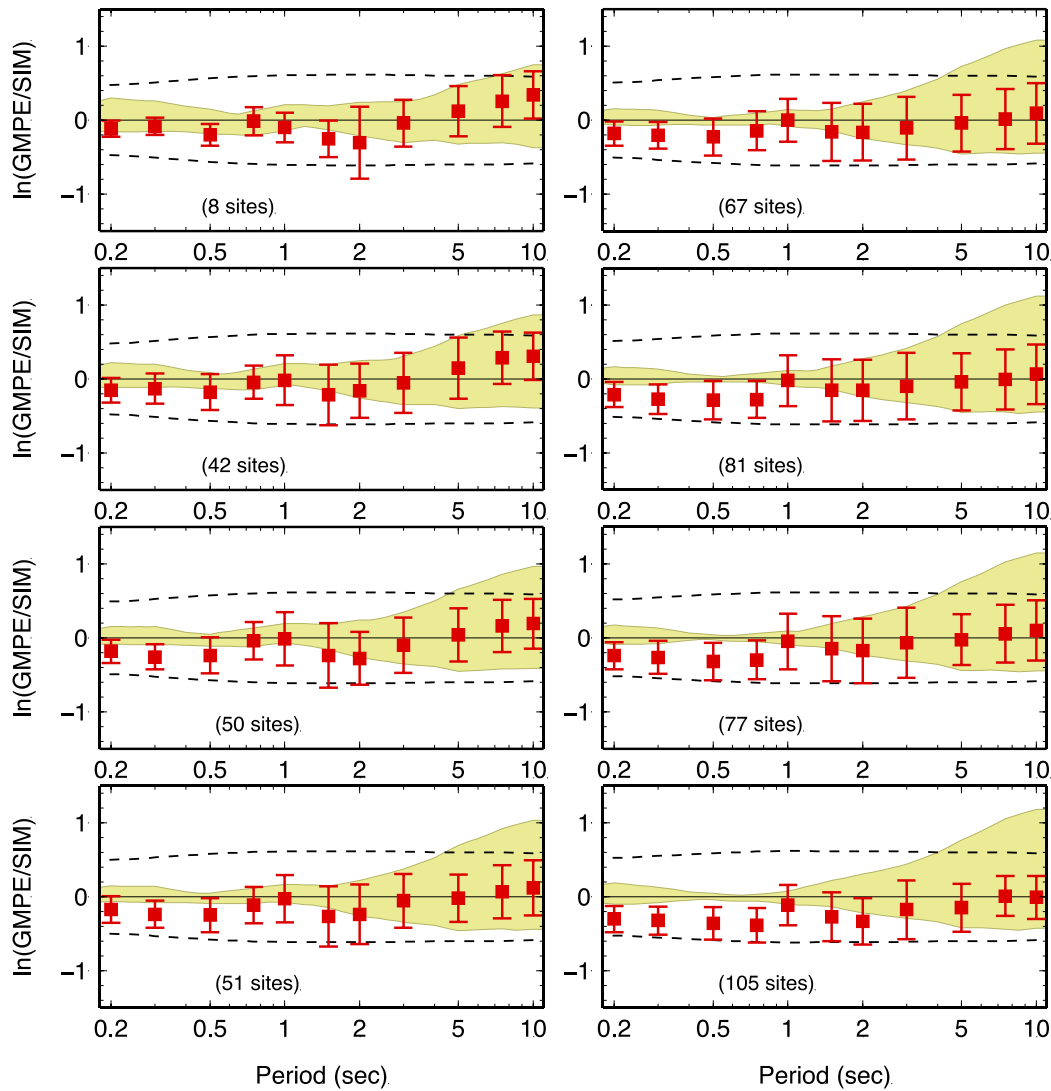 ln(GMPE/SIM)
1
0
−1
(8 sites)
0.2 0.5 1 2 5 10
1
0
−1
(67 sites)
0.2 0.5 1 2 5 10
ln(GMPE/SIM)
1
0
−1
(42 sites)
0.2 0.5 1 2 5 10
1
0
−1
(81 sites)
0.2 0.5 1 2 5 10
ln(GMPE/SIM)
1
0
−1
(50 sites)
0.2 0.5 1 2 5 10
1
0
−1
(77 sites)
0.2 0.5 1 2 5 10
ln(GMPE/SIM)
1
0
−1
(51 sites)
0.2 0.5 1 2 5 10
Period (sec)
1
0
−1
(105 sites)
0.2 0.5 1 2 5 10
Period (sec)